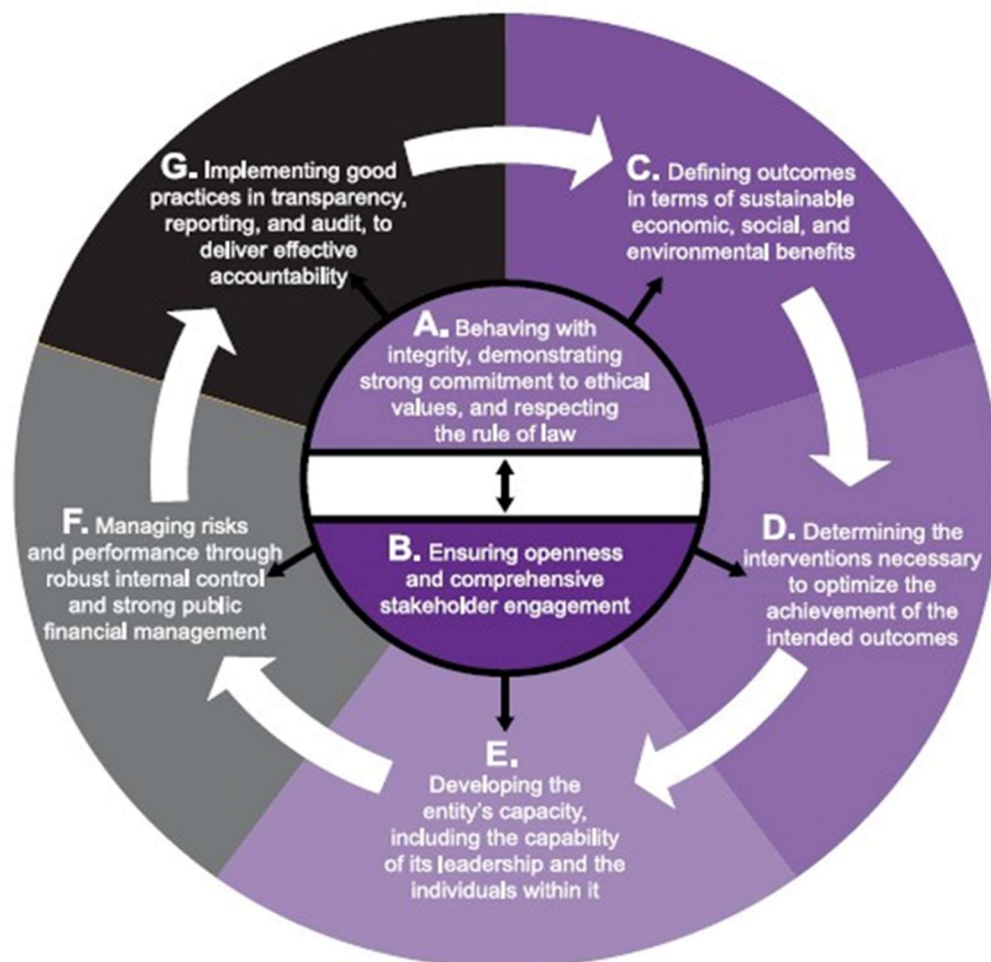 G. Implementing good
practices in transparency,
reporting, and audit, to
deliver effective
accountability
C. Defining outcomes
in terms of sustainable
economic, social, and
environmental benefits
A. Behaving with
integrity, demonstrating
strong commitment to ethical
values, and respecting
the rule of law
B. Ensuring openness
and comprehensive
stakeholder engagement
D. Determining the
interventions necessary
to optimize the
achievement of the
intended outcomes
E.
Developing the
entity's capacity,
including the capability
of its leadership and the
individuals within it
F. Managing risks
and performance through
robust internal control
and strong public
financial management